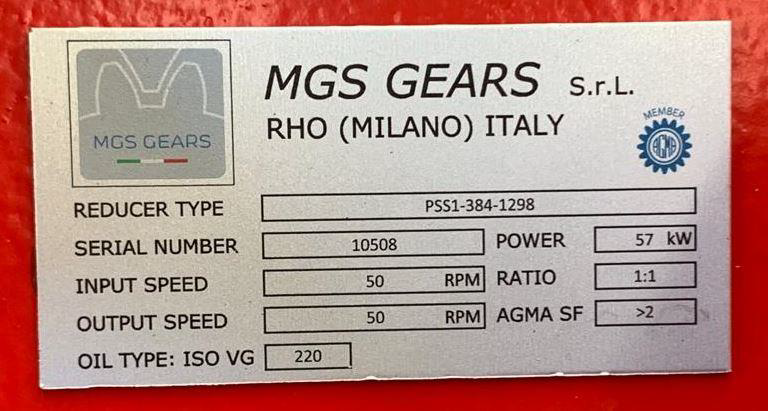 MGS GEARS S.r.L.
RHO (MILANO) ITALY
MGS GEARS
MEMBER
AGMA
REDUCER TYPE PSS1-384-1298
SERIAL NUMBER 10508 POWER 57 kW
INPUT SPEED 50 RPM RATIO 1:1
OUTPUT SPEED 50 RPM AGMA SF >2
OIL TYPE: ISO VG 220